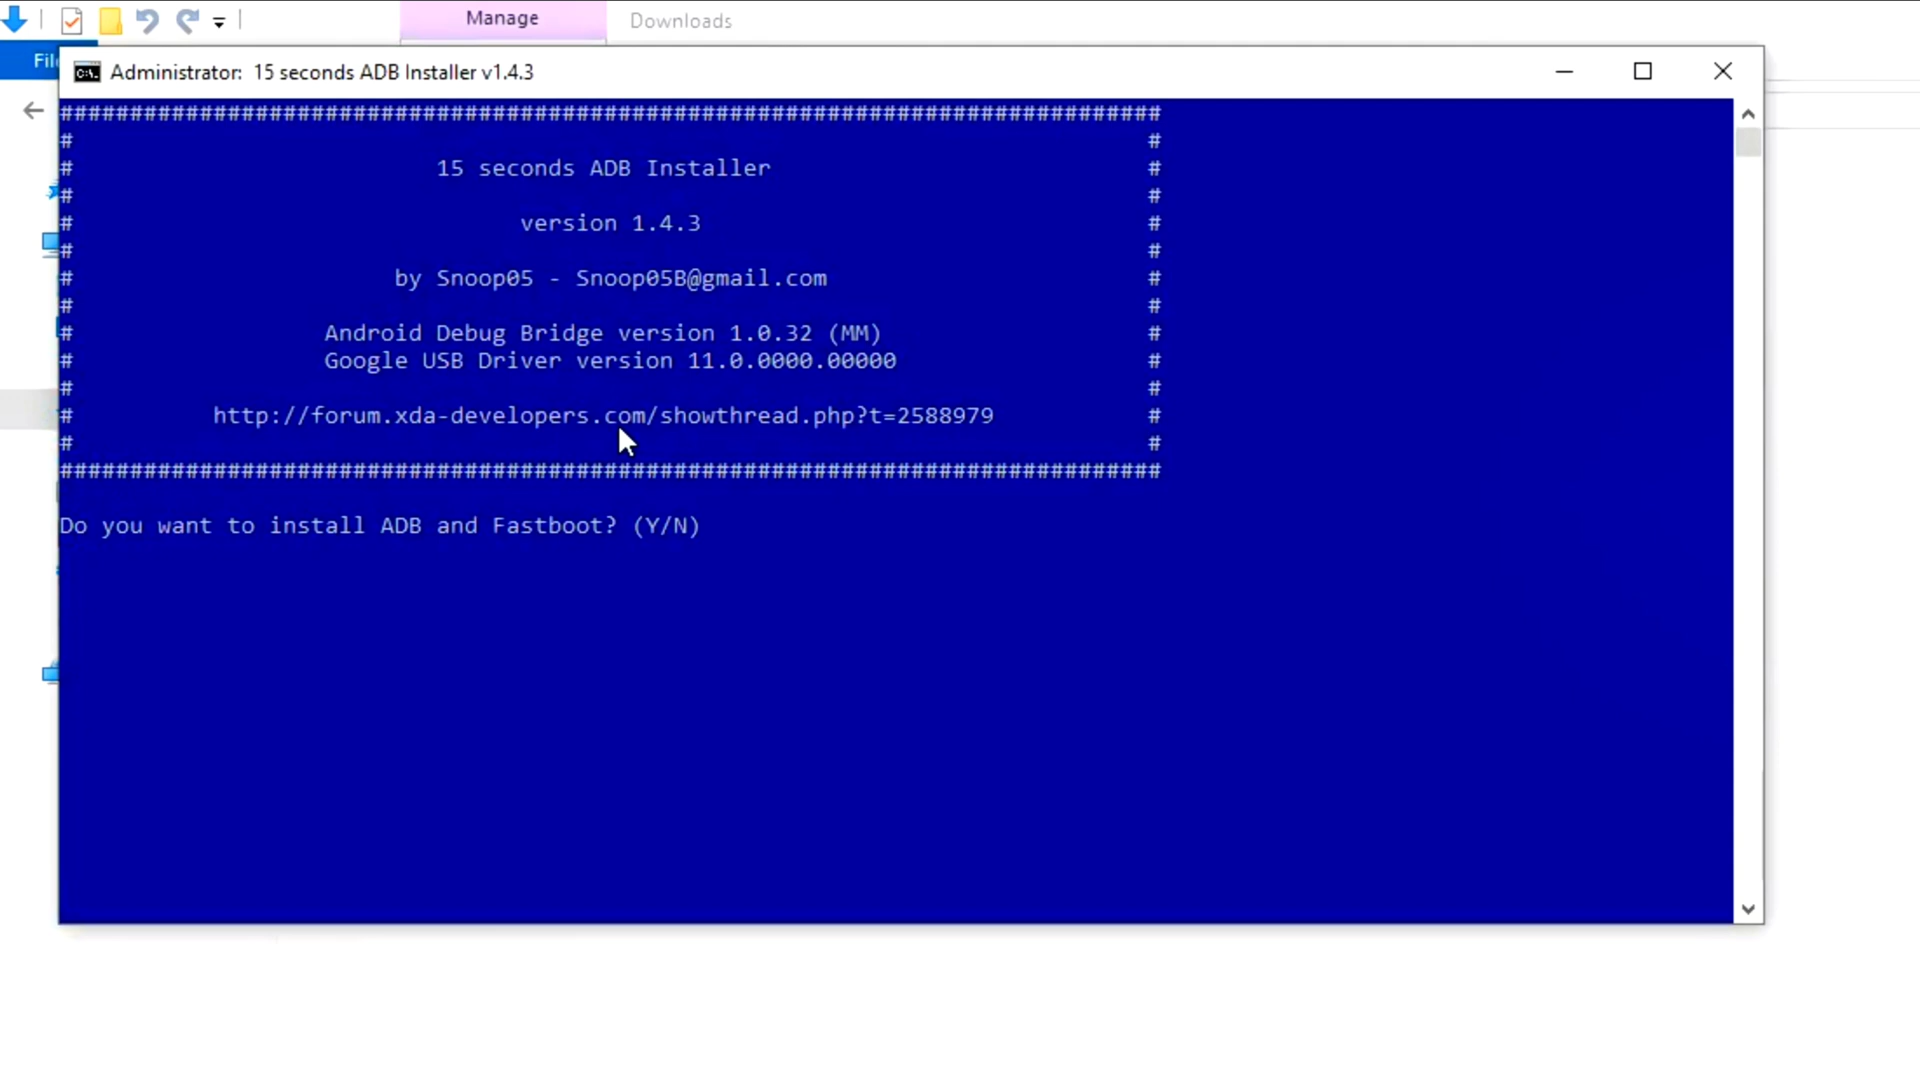 Manage
Downloads
Administrator: 15 seconds ADB Installer v1.4.3
###############################################################################
# #
# 15 seconds ADB Installer #
# #
# version 1.4.3 #
# #
# by Snoop05 - Snoop05B@gmail.com #
# #
# Android Debug Bridge version 1.0.32 (MM) #
# Google USB Driver version 11.0.0000.00000 #
# #
# http://forum.xda-developers.com/showthread.php?t=2588979 #
# #
###############################################################################
Do you want to install ADB and Fastboot? (Y/N)